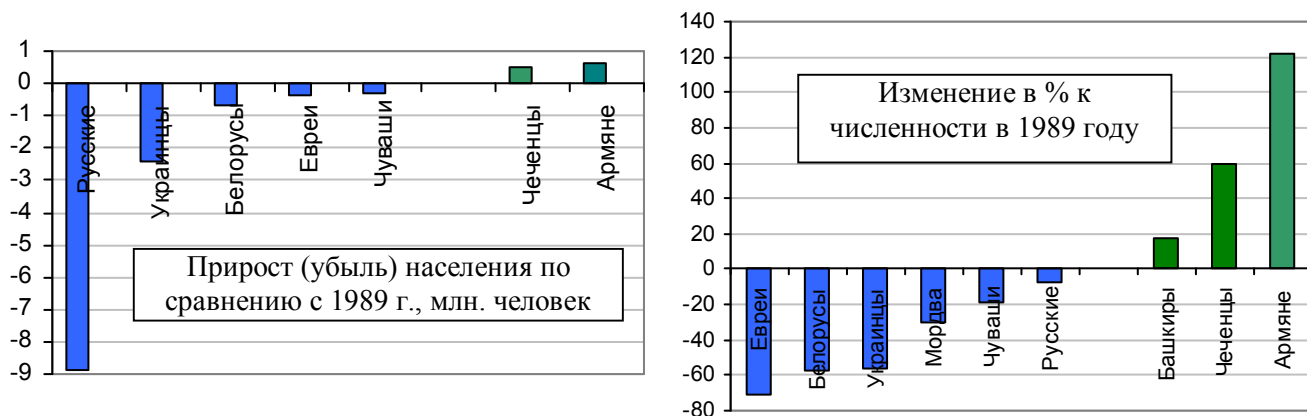 1
0
-1
-2
-3
-4
-5
-6
-7
-8
-9
Русские
Украинцы
Белорусы
Евреи
Чуваши
Чеченцы
Армяне
Прирост (убыль) населения по
сравнению с 1989 г., млн. человек
140
120
100
80
60
40
20
0
-20
-40
-60
-80
Изменение в % к
численности в 1989 году
Евреи
Белорусы
Украинцы
Мордва
Чуваши
Русские
Башкиры
Чеченцы
Армяне